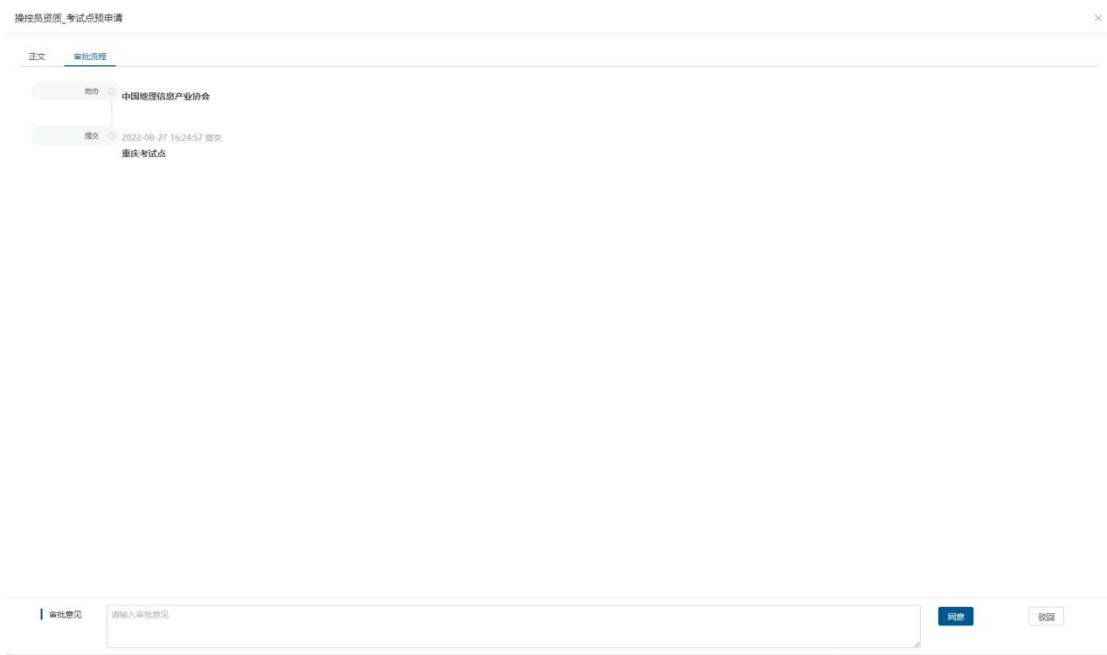 操控员资质_考试点预申请
正文 审批流程
地协 中国地理信息产业协会
提交 2022-08-27 16:24:57 提交
重庆考试点
审批意见 请输入审批意见 同意 驳回